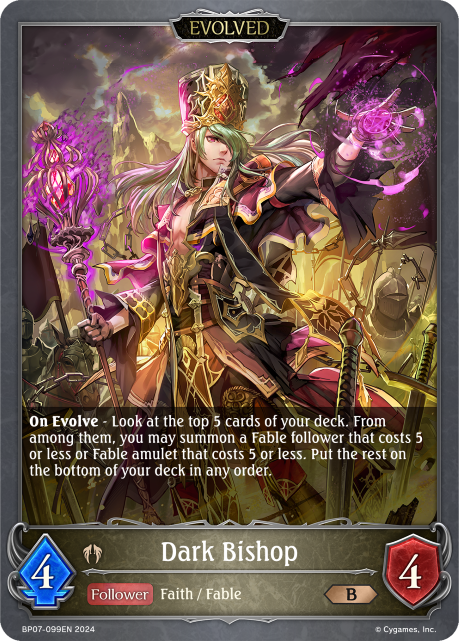 EVOLVED
On Evolve - Look at the top 5 cards of your deck. From
among them, you may summon a Fable follower that costs 5
or less or Fable amulet that costs 5 or less. Put the rest on
the bottom of your deck in any order.
Dark Bishop
4
4
Follower Faith / Fable
B
BP07-099EN 2024
© Cygames, Inc.